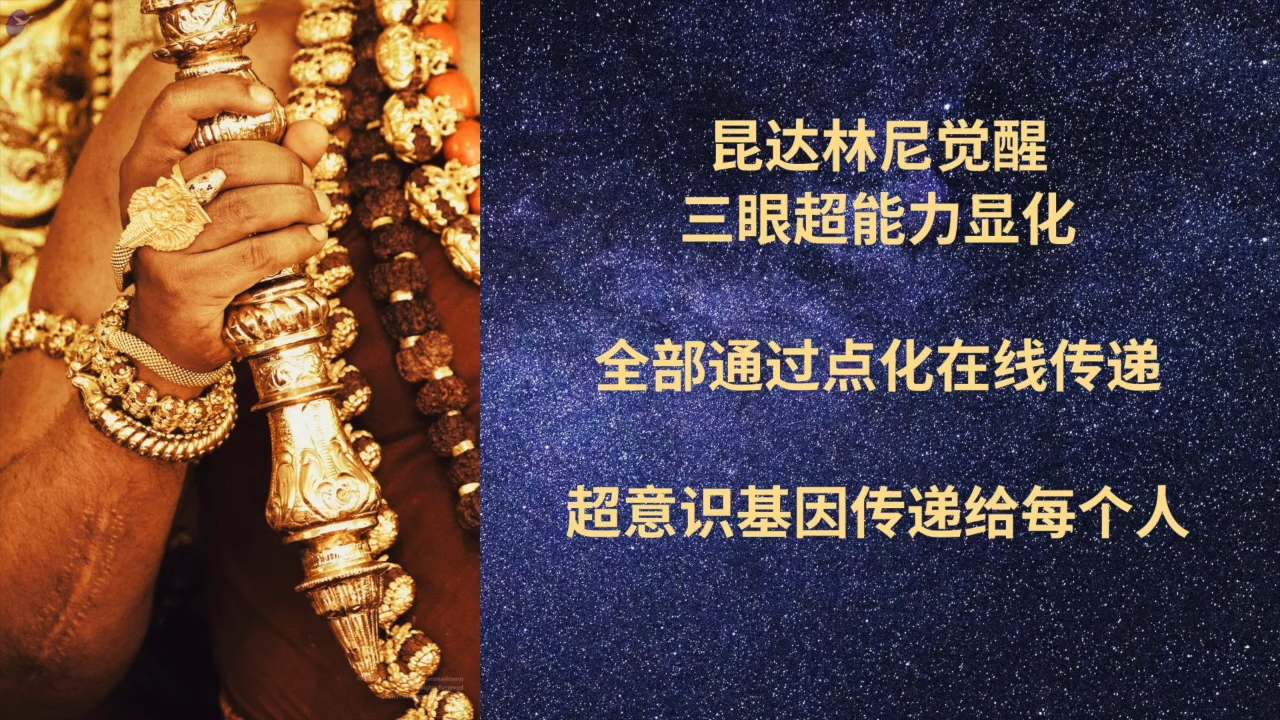 昆达林尼觉醒
三眼超能力显化
全部通过点化在线传递
超意识基因传递给每个人